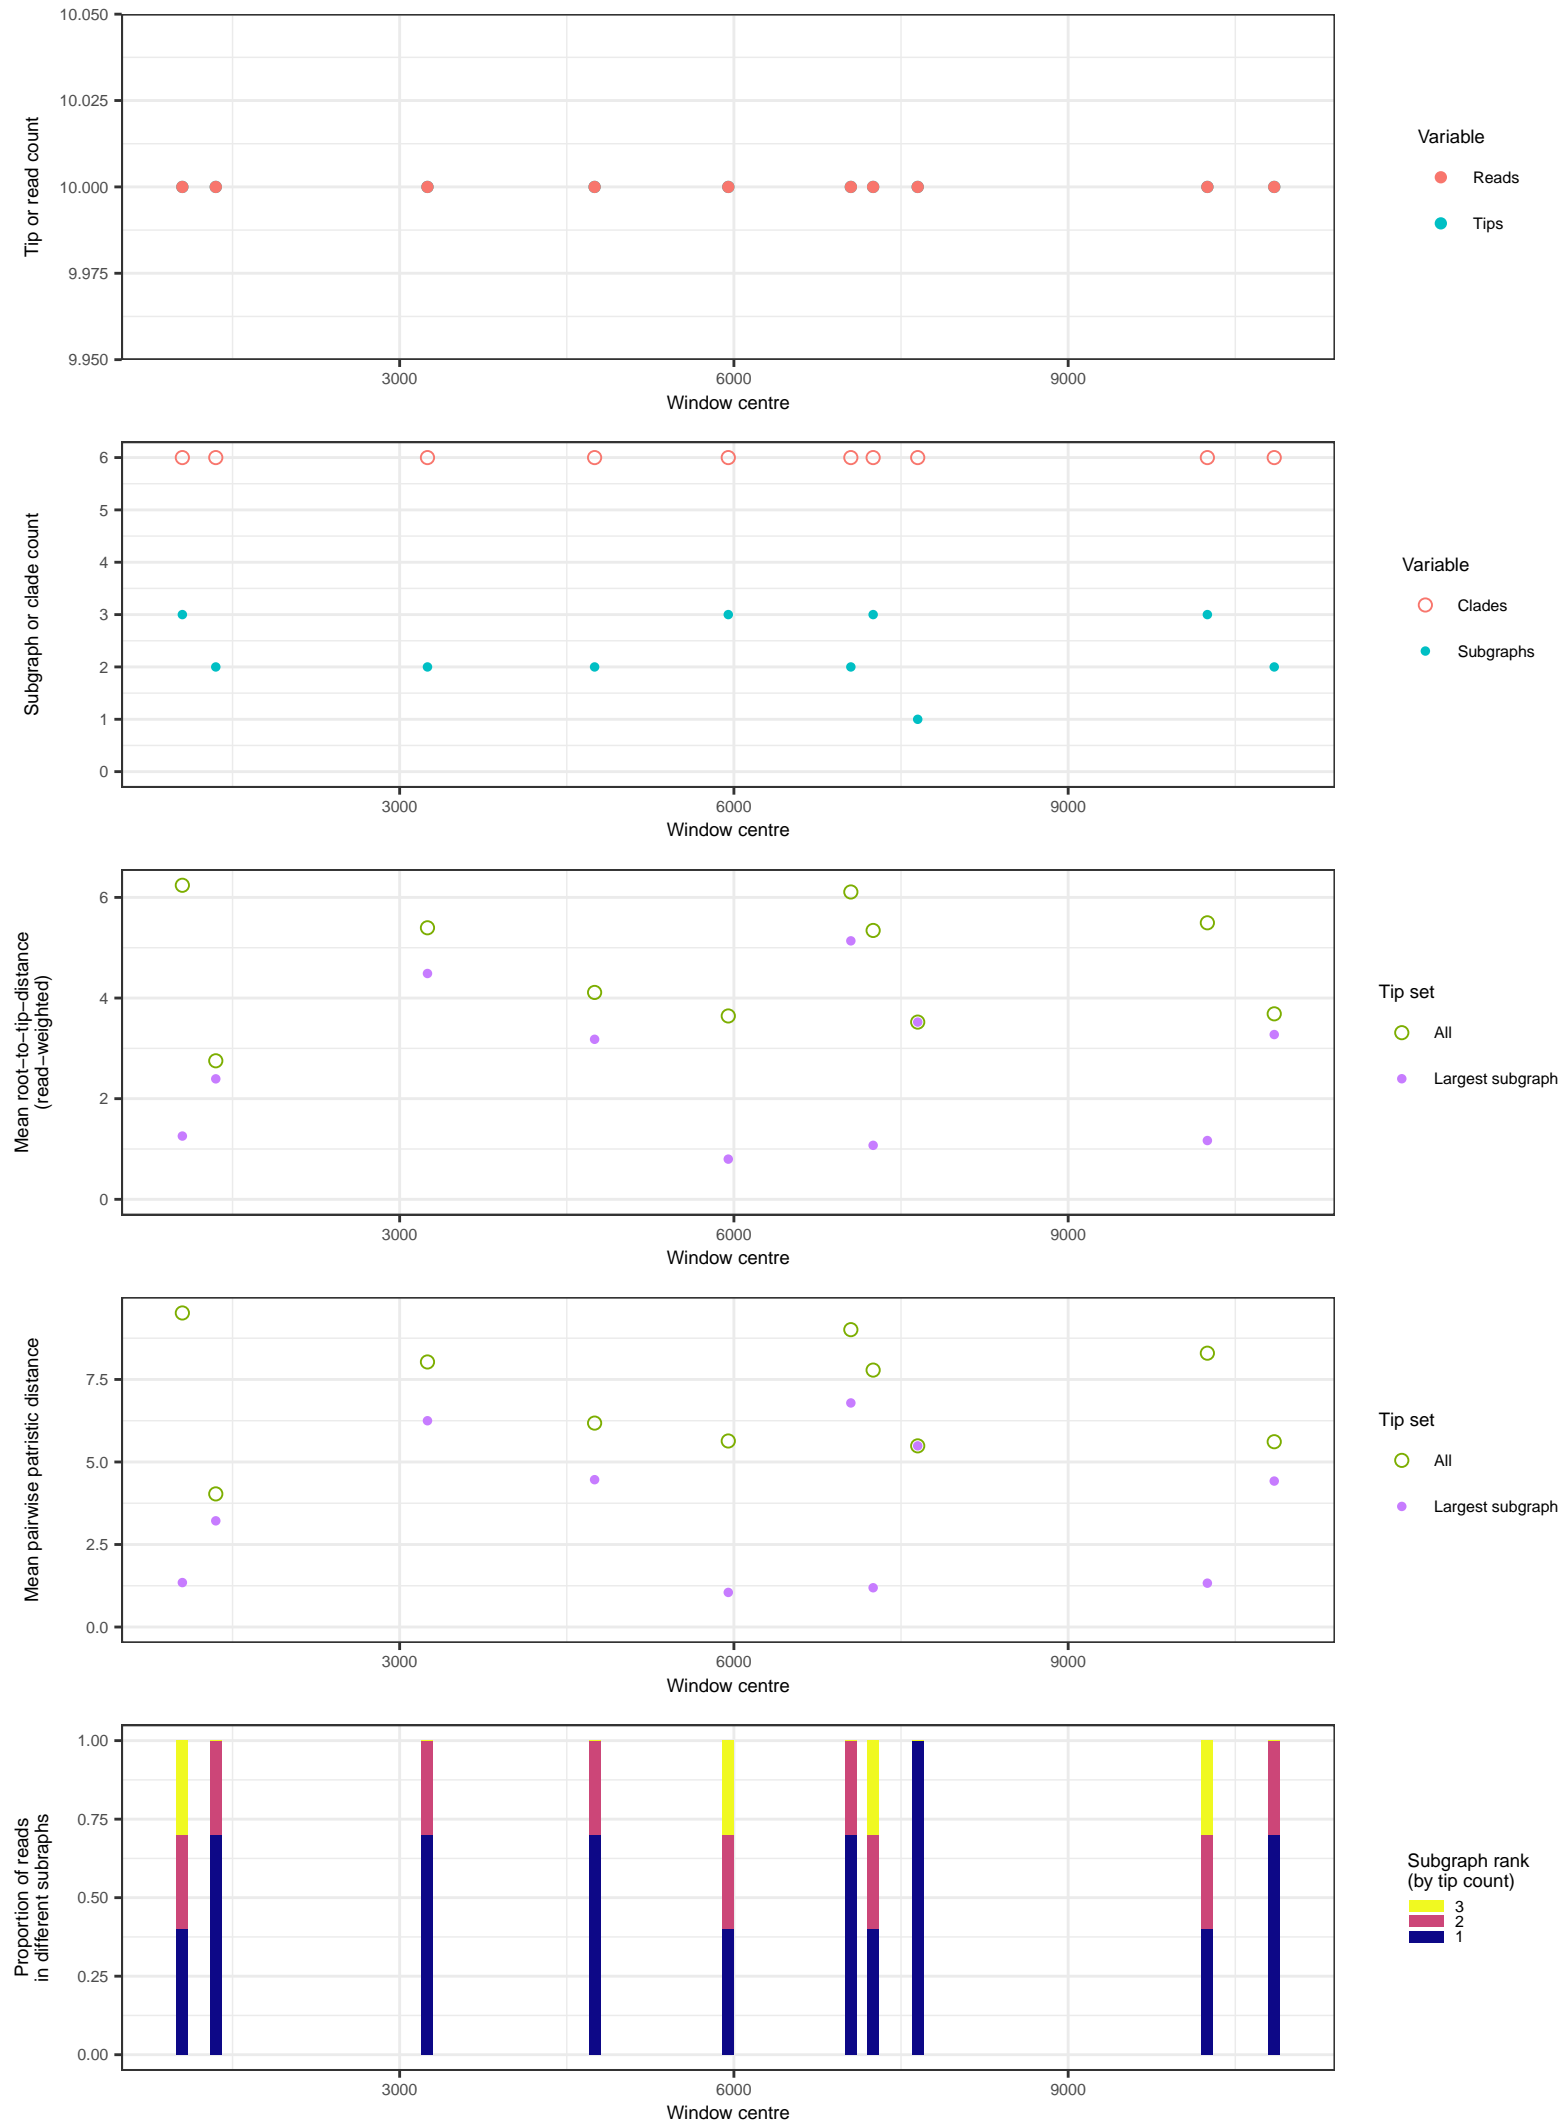 10.050
10.025
10.000
9.975
9.950
Tip or read count
3000 6000 9000
Window centre
Variable
Reads
Tips
6
5
4
3
2
1
0
Subgraph or clade count
3000 6000 9000
Window centre
Variable
Clades
Subgraphs
6
4
2
0
Mean root−to−tip−distance
(read−weighted)
3000 6000 9000
Window centre
Tip set
All
Largest subgraph
7.5
5.0
2.5
0.0
Mean pairwise patristic distance
3000 6000 9000
Window centre
Tip set
All
Largest subgraph
1.00
0.75
0.50
0.25
0.00
Proportion of reads
in different subraphs
3000 6000 9000
Window centre
Subgraph rank
(by tip count)
3
2
1